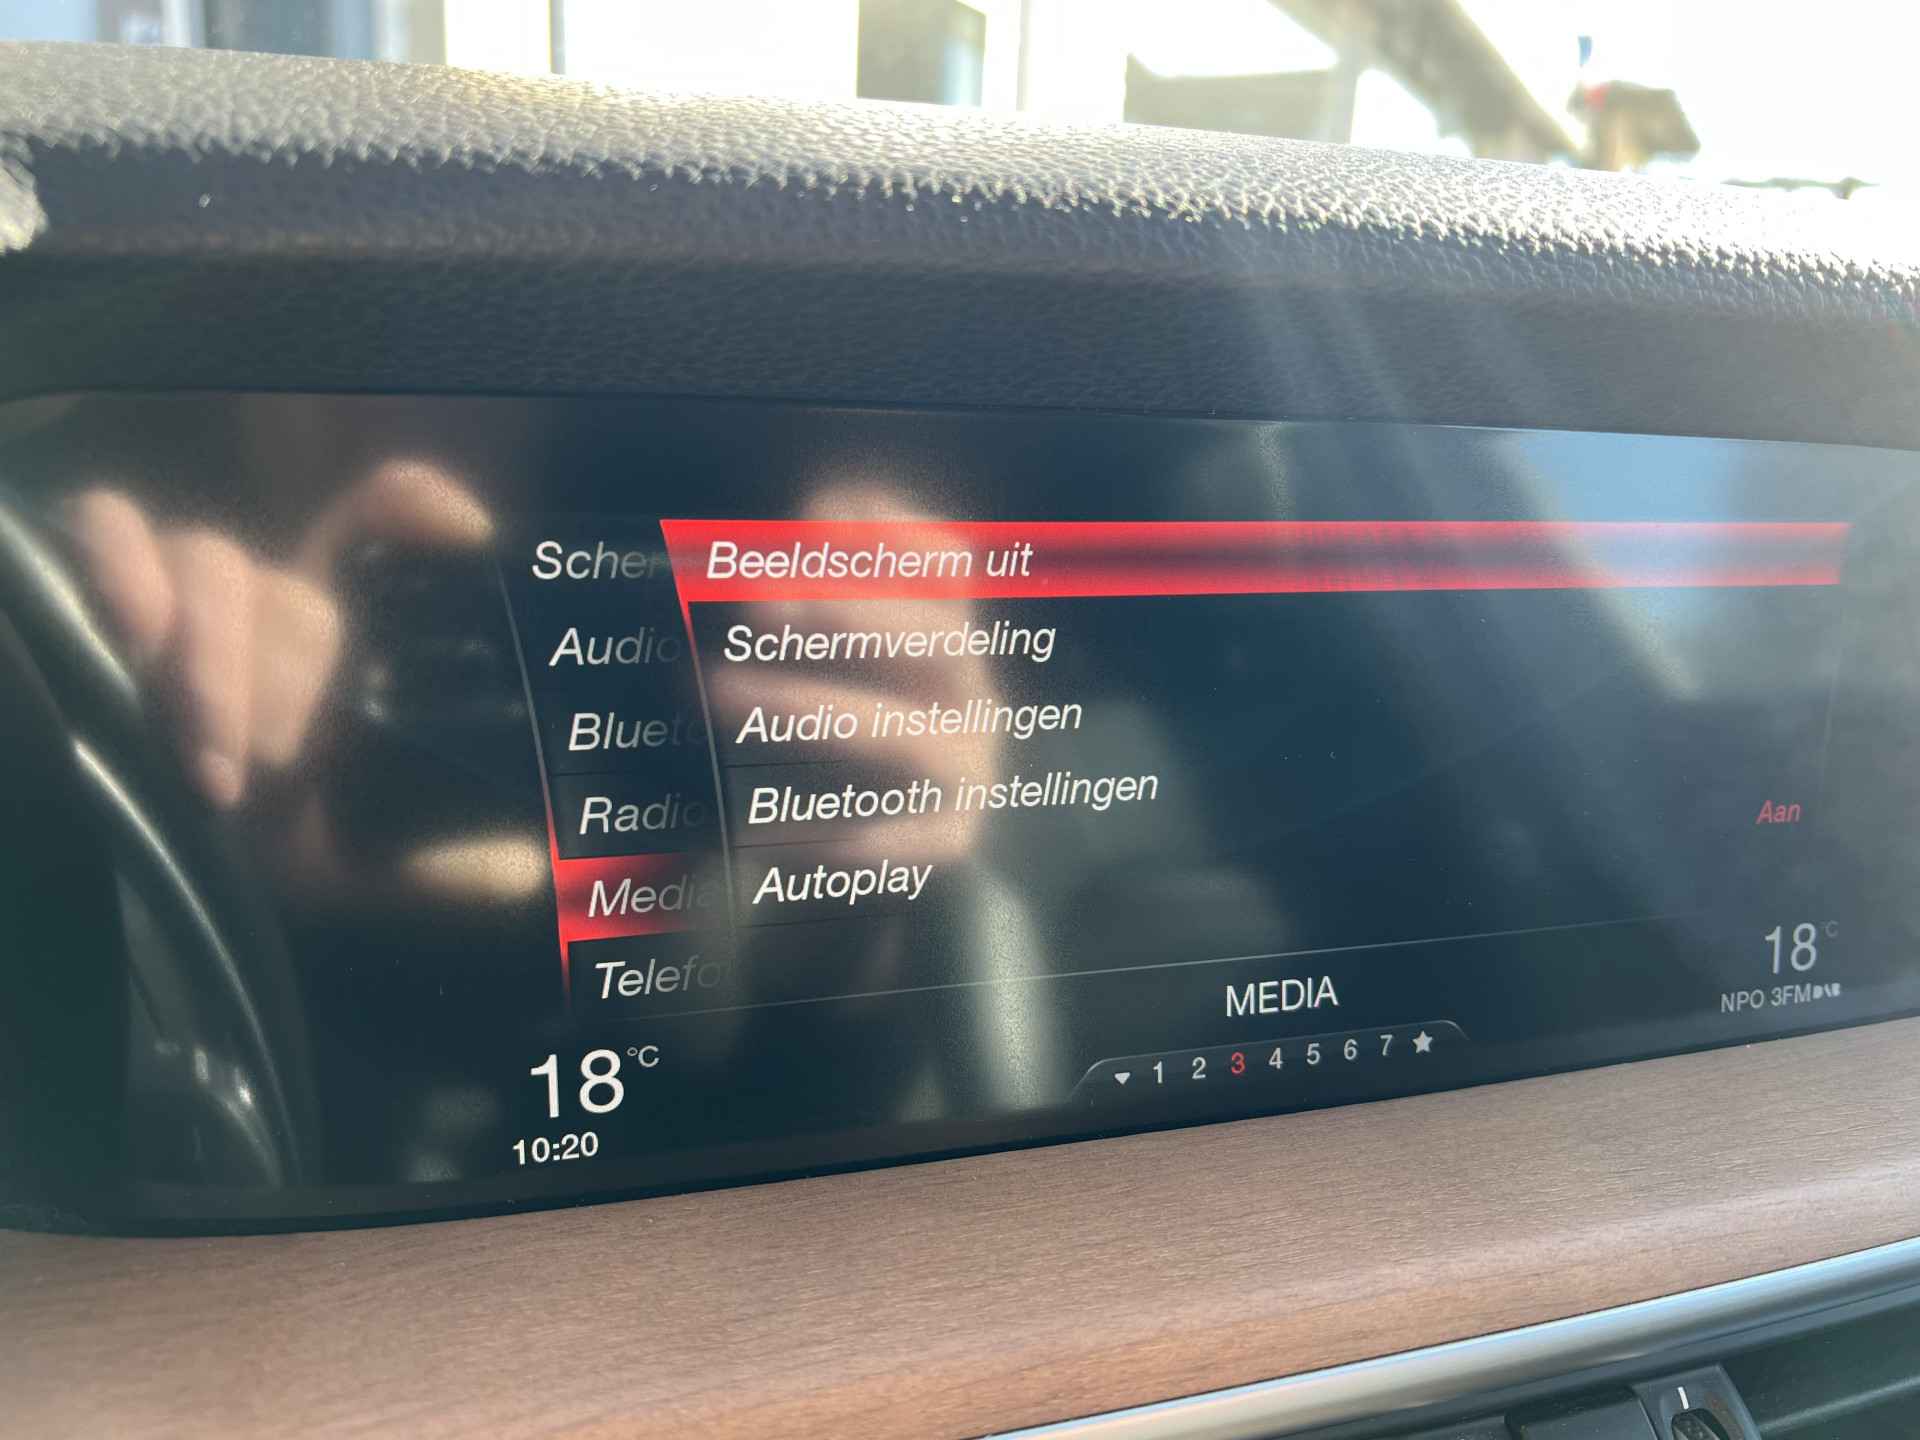 Scher
Beeldscherm uit
Audio
Schermverdeling
Bluet
Audio instellingen
Radio
Bluetooth instellingen
Aan
Media
Autoplay
Telefo
MEDIA
18°C
NPO 3FM DAB
1 2 3 4 5 6 7 ★
18°C
10:20